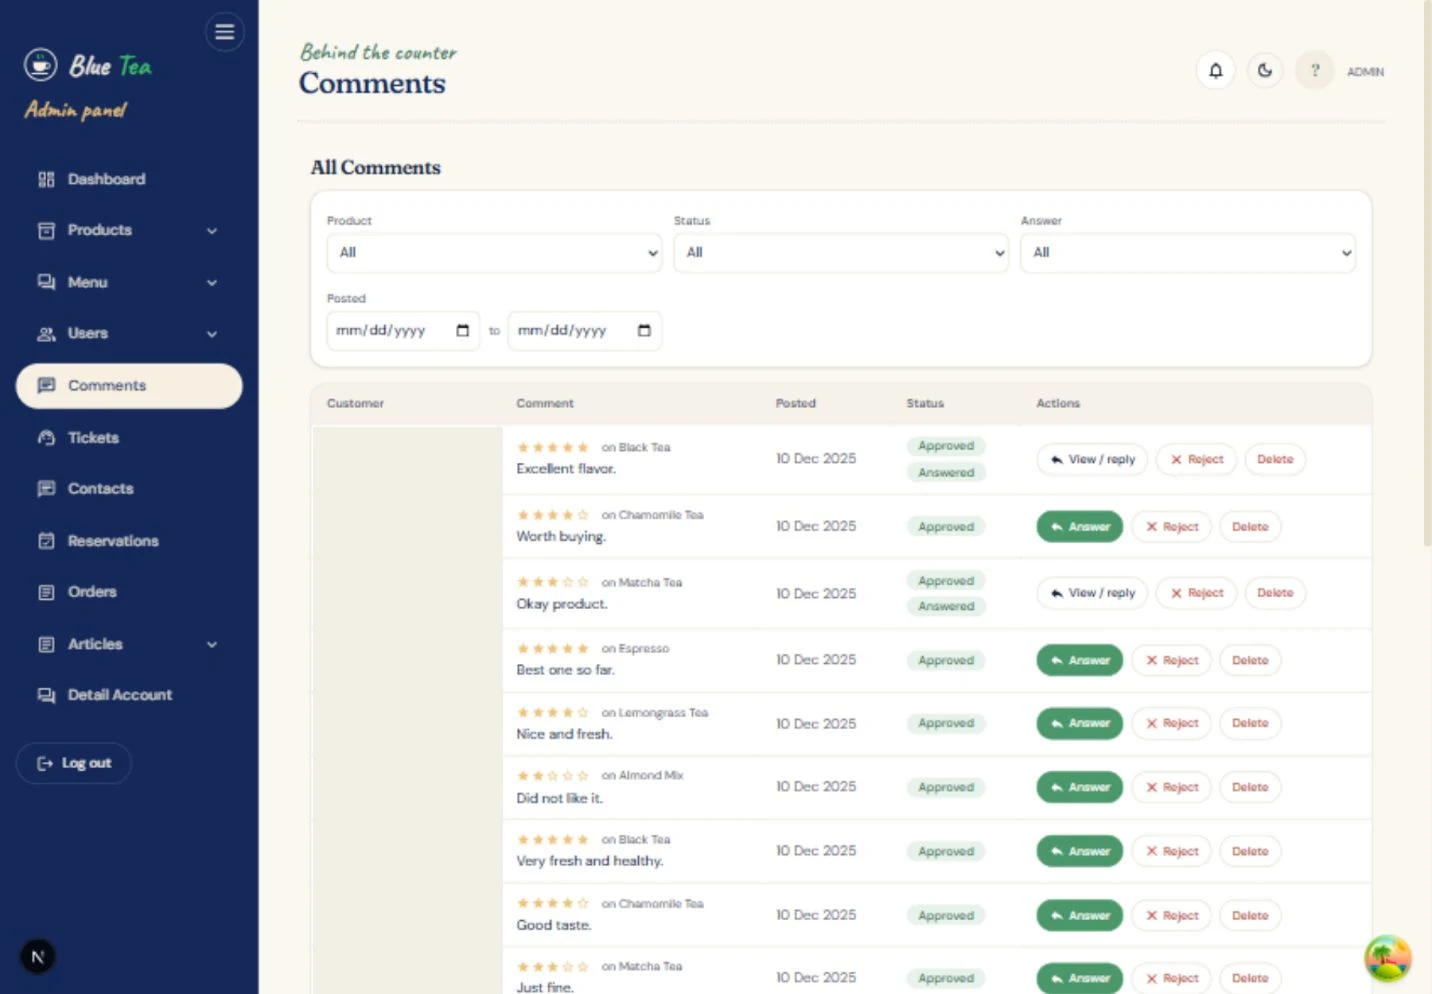 Blue Tea
Admin panel
Dashboard
Products
Menu
Users
Comments
Tickets
Contacts
Reservations
Orders
Articles
Detail Account
Log out
N
Behind the counter
Comments
?
ADMIN
All Comments
Product
Status
Answer
All
All
All
Posted
mm/dd/yyyy to mm/dd/yyyy
Customer Comment Posted Status Actions
on Black Tea
Excellent flavor.
10 Dec 2025
Approved
Answered
View / reply Reject Delete
on Chamomile Tea
Worth buying.
10 Dec 2025
Approved
Answer Reject Delete
on Matcha Tea
Okay product.
10 Dec 2025
Approved
Answered
View / reply Reject Delete
on Espresso
Best one so far.
10 Dec 2025
Approved
Answer Reject Delete
on Lemongrass Tea
Nice and fresh.
10 Dec 2025
Approved
Answer Reject Delete
on Almond Mix
Did not like it.
10 Dec 2025
Approved
Answer Reject Delete
on Black Tea
Very fresh and healthy.
10 Dec 2025
Approved
Answer Reject Delete
on Chamomile Tea
Good taste.
10 Dec 2025
Approved
Answer Reject Delete
on Matcha Tea
Just fine.
10 Dec 2025
Approved
Answer Reject Delete